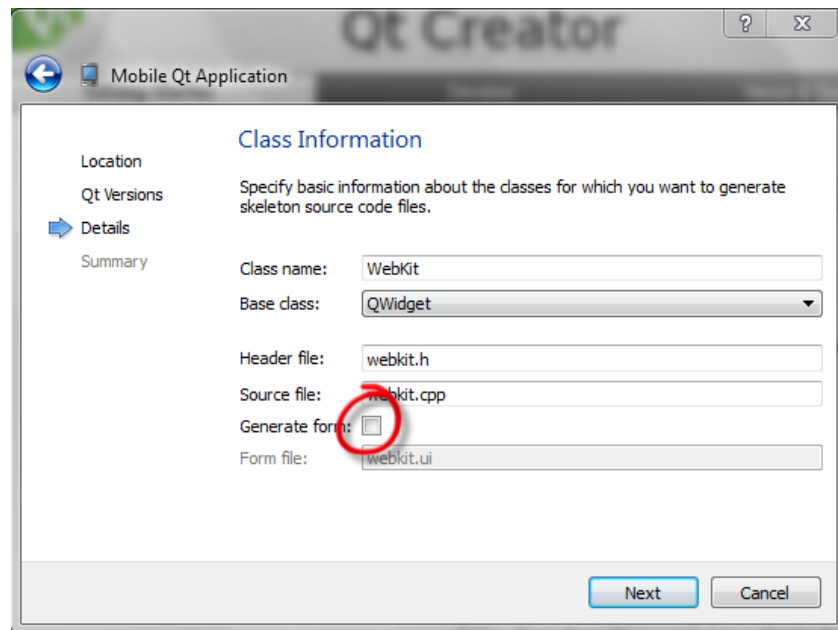 Qt Creator
Mobile Qt Application
Class Information
Location
Qt Versions
Details
Summary
Specify basic information about the classes for which you want to generate
skeleton source code files.
Class name: WebKit
Base class: QWidget
Header file: webkit.h
Source file: webkit.cpp
Generate form:
Form file: webkit.ui
Next
Cancel